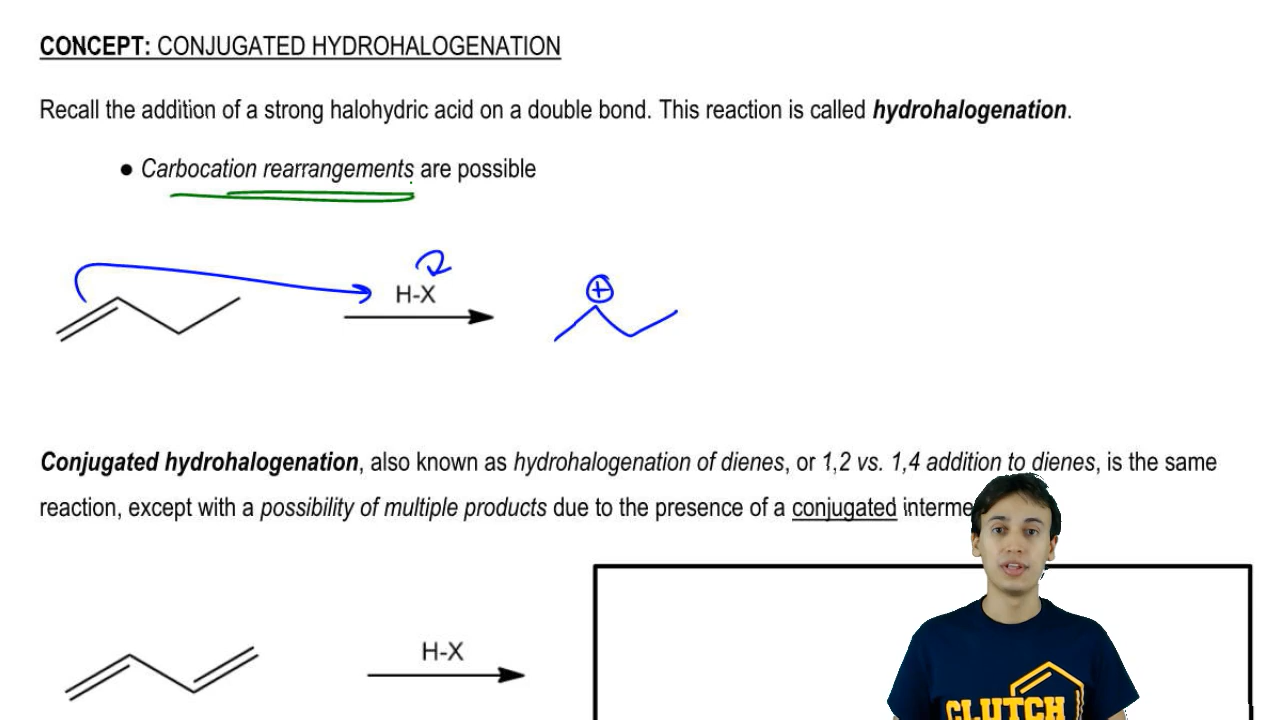 CONCEPT: CONJUGATED HYDROHALOGENATION
Recall the addition of a strong halohydric acid on a double bond. This reaction is called hydrohalogenation.
● Carbocation rearrangements are possible
H-X
+
Conjugated hydrohalogenation, also known as hydrohalogenation of dienes, or 1,2 vs. 1,4 addition to dienes, is the same
reaction, except with a possibility of multiple products due to the presence of a conjugated
H-X
CLUTCH